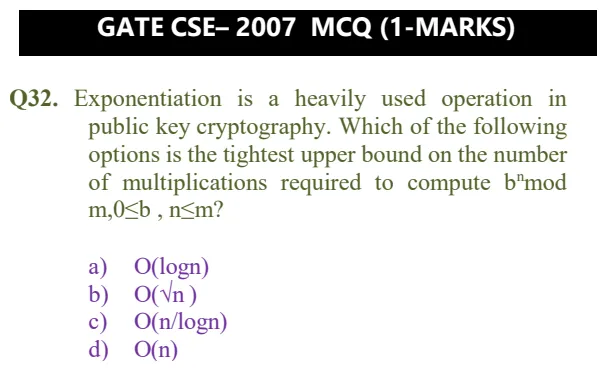 GATE CSE– 2007 MCQ (1-MARKS)
Q32. Exponentiation is a heavily used operation in
public key cryptography. Which of the following
options is the tightest upper bound on the number
of multiplications required to compute bⁿmod
m,0≤b , n≤m?
a) O(logn)
b) O(√n )
c) O(n/logn)
d) O(n)